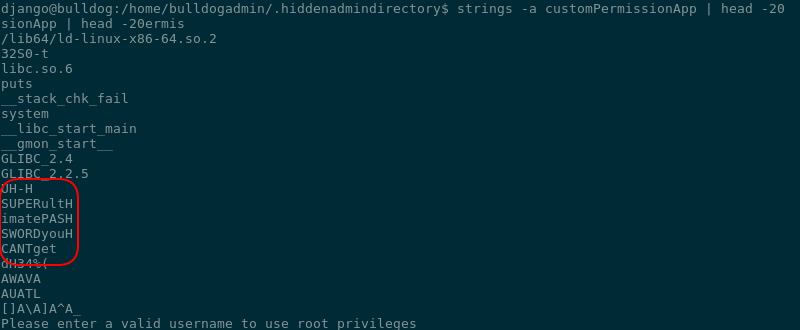 django@bulldog:/home/bulldogadmin/.hiddenadmindirectory$ strings -a customPermissionApp | head -20
sionApp | head -20ermis
/lib64/ld-linux-x86-64.so.2
32S0-t
libc.so.6
puts
__stack_chk_fail
system
__libc_start_main
__gmon_start__
GLIBC_2.4
GLIBC_2.2.5
UH-H
SUPERultH
imatePASH
SWORDyouH
CANTget
dH34%(
AWAVA
AUATL
[]A\A]A^A_
Please enter a valid username to use root privileges